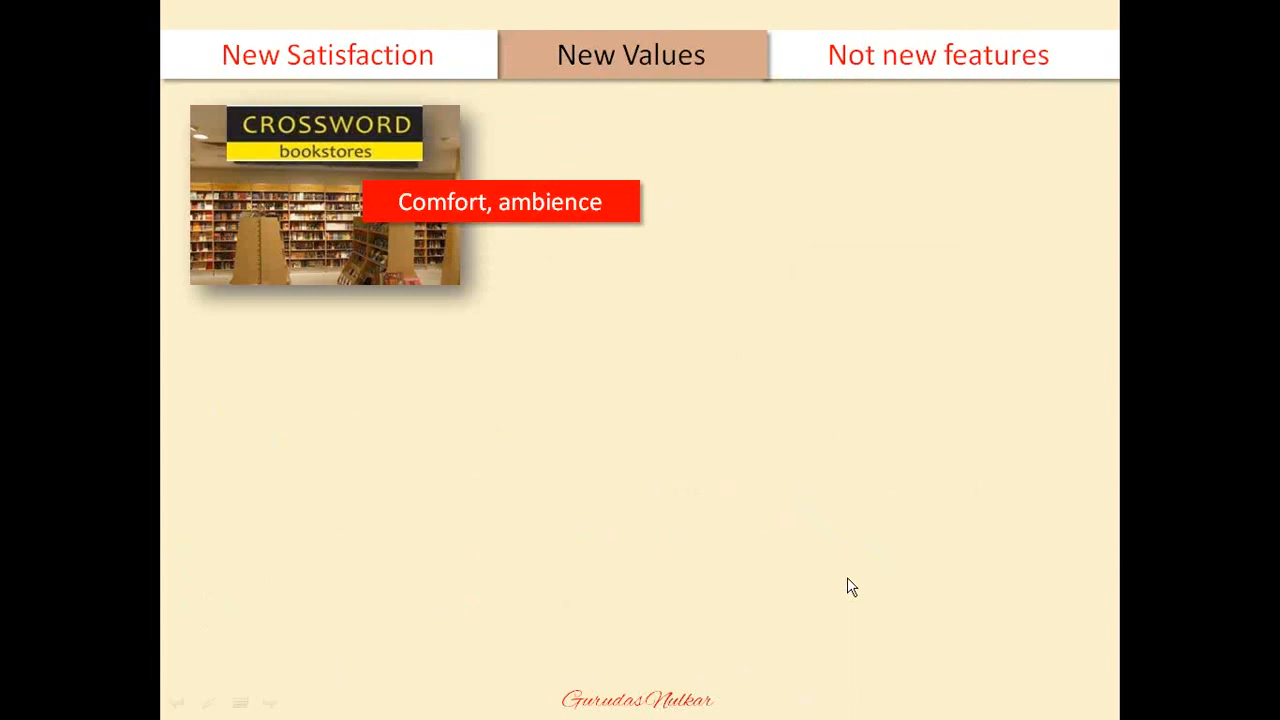 New Satisfaction
New Values
Not new features
CROSSWORD
bookstores
Comfort, ambience
Gurudas Nulkar